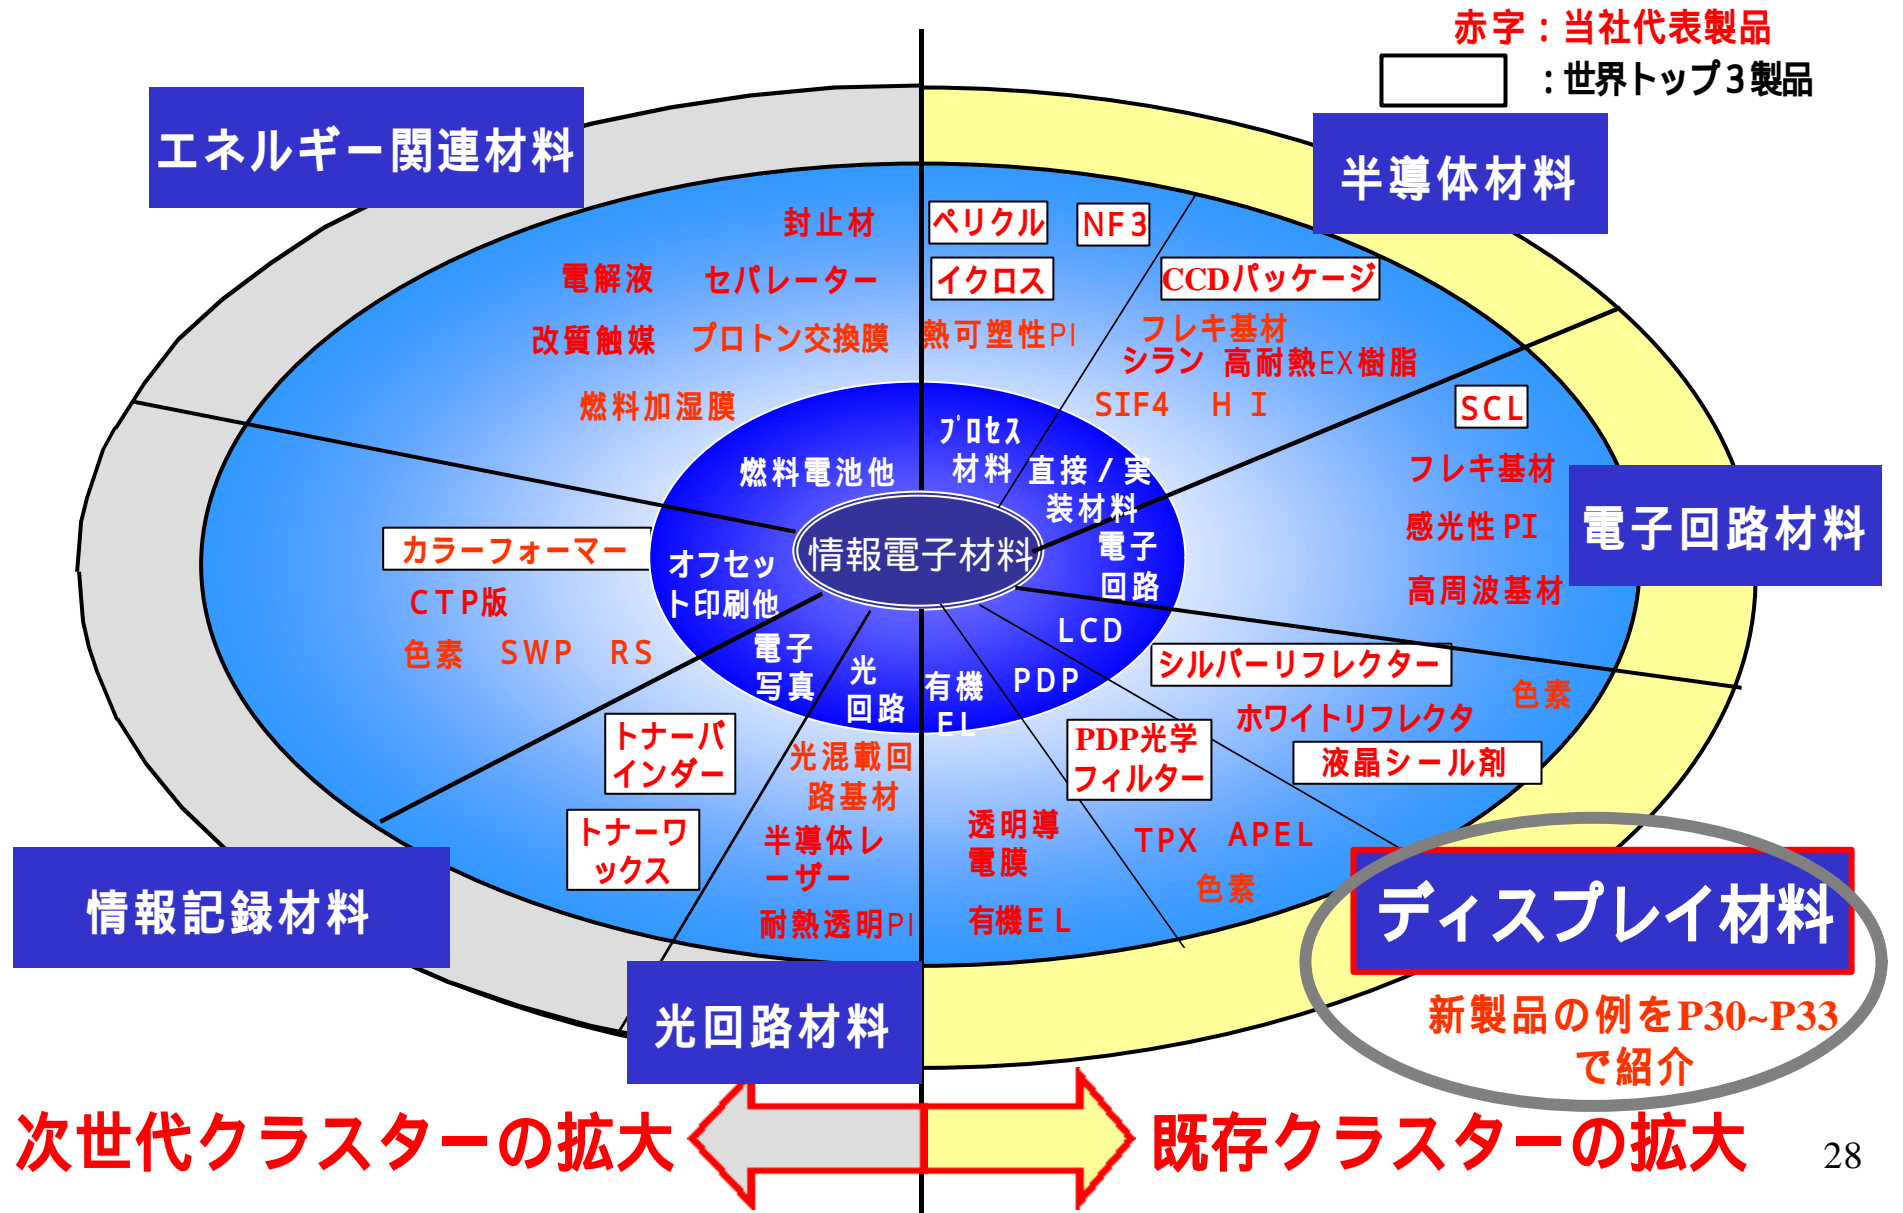 赤字：当社代表製品
：世界トップ３製品
エネルギー関連材料
半導体材料
封止材
ペリクル
NF3
電解液
セパレーター
イクロス
CCDパッケージ
改質触媒
プロトン交換膜
熱可塑性PI
フレキ基材
シラン
高耐熱EX樹脂
燃料加湿膜
SIF4
ＨＩ
SCL
プロセス
材料
燃料電池他
直接／実
装材料
フレキ基材
電子回路材料
感光性PI
高周波基材
情報電子材料
電子
回路
カラーフォーマー
オフセッ
ト印刷他
CTP版
色素
SWP
RS
電子
写真
光
回路
有機
EL
PDP
LCD
シルバーリフレクター
色素
ホワイトリフレクタ
液晶シール剤
トナーバ
インダー
光混載回
路基材
PDP光学
フィルター
トナーワ
ックス
半導体レ
ーザー
透明導
電膜
TPX
APEL
色素
耐熱透明PI
有機ＥＬ
情報記録材料
ディスプレイ材料
光回路材料
新製品の例をP30~P33
で紹介
次世代クラスターの拡大
既存クラスターの拡大
28